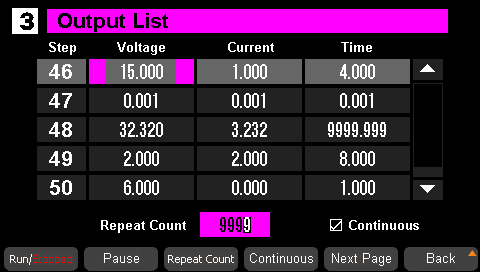 3 Output List
Step Voltage Current Time
46 15.000 1.000 4.000
47 0.001 0.001 0.001
48 32.320 3.232 9999.999
49 2.000 2.000 8.000
50 6.000 0.000 1.000
Repeat Count 9999 Continuous
Run/stopped Pause Repeat Count Continuous Next Page Back